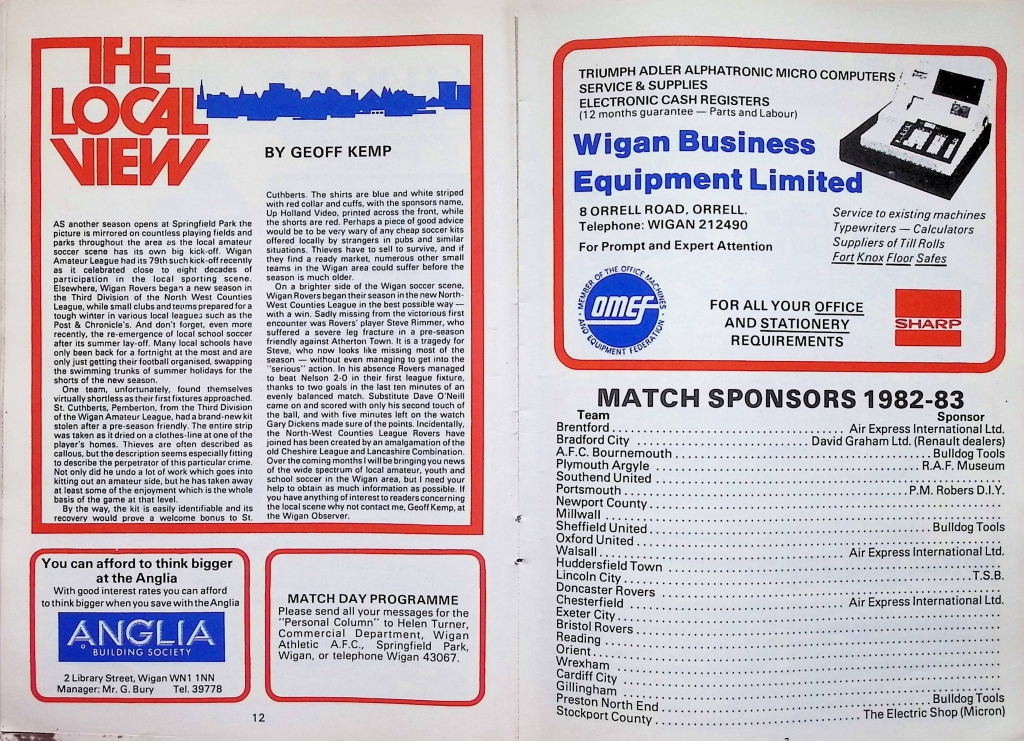 THE
LOCAL
VIEW
BY GEOFF KEMP
AS another season opens at Springfield Park the
picture is mirrored on countless playing fields and
parks throughout the area as the local amateur
soccer scene has its own big kick-off. Wigan
Amateur League had its 79th such kick-off recently
as it celebrated close to eight decades of
participation in the local sporting scene.
Elsewhere, Wigan Rovers began a new season in
the Third Division of the North West Counties
League, while small clubs and teams prepared for a
tough winter in various local leagues such as the
Post & Chronicle's. And don't forget, even more
recently, the re-emergence of local school soccer
after its summer lay-off. Many local schools have
only been back for a fortnight at the most and are
only just getting their football organised, swapping
the swimming trunks of summer holidays for the
shorts of the new season.
One team, unfortunately, found themselves
virtually shortless as their first fixtures approached.
St. Cuthberts, Pemberton, from the Third Division
of the Wigan Amateur League, had a brand-new kit
stolen after a pre-season friendly. The entire strip
was taken as it dried on a clothes-line at one of the
player's homes. Thieves are often described as
callous, but the description seems especially fitting
to describe the perpetrator of this particular crime.
Not only did he undo a lot of work which goes into
kitting out an amateur side, but he has taken away
at least some of the enjoyment which is the whole
basis of the game at that level.
By the way, the kit is easily identifiable and its
recovery would prove a welcome bonus to St.
Cuthberts. The shirts are blue and white striped
with red collar and cuffs, with the sponsors name,
Up Holland Video, printed across the front, while
the shorts are red. Perhaps a piece of good advice
would be to be very wary of any cheap soccer kits
offered locally by strangers in pubs and similar
situations. Thieves have to sell to survive, and if
they find a ready market, numerous other small
teams in the Wigan area could suffer before the
season is much older.
On a brighter side of the Wigan soccer scene,
Wigan Rovers began their season in the new North-
West Counties League in the best possible way —
with a win. Sadly missing from the victorious first
encounter was Rovers' player Steve Rimmer, who
suffered a severe leg fracture in a pre-season
friendly against Atherton Town. It is a tragedy for
Steve, who now looks like missing most of the
season — without even managing to get into the
"serious" action. In his absence Rovers managed
to beat Nelson 2-0 in their first league fixture,
thanks to two goals in the last ten minutes of an
evenly balanced match. Substitute Dave O'Neill
came on and scored with only his second touch of
the ball, and with five minutes left on the watch
Gary Dickens made sure of the points. Incidentally,
the North-West Counties League Rovers have
joined has been created by an amalgamation of the
old Cheshire League and Lancashire Combination.
Over the coming months I will be bringing you news
of the wide spectrum of local amateur, youth and
school soccer in the Wigan area, but I need your
help to obtain as much information as possible. If
you have anything of interest to readers concerning
the local scene why not contact me, Geoff Kemp, at
the Wigan Observer.
You can afford to think bigger
at the Anglia
With good interest rates you can afford
to think bigger when you save with the Anglia
ANGLIA
BUILDING SOCIETY
2 Library Street, Wigan WN1 1NN
Manager: Mr. G. Bury Tel. 39778
MATCH DAY PROGRAMME
Please send all your messages for the
"Personal Column" to Helen Turner,
Commercial Department, Wigan
Athletic A.F.C., Springfield Park,
Wigan, or telephone Wigan 43067.
12
TRIUMPH ADLER ALPHATRONIC MICRO COMPUTERS
SERVICE & SUPPLIES
ELECTRONIC CASH REGISTERS
(12 months guarantee — Parts and Labour)
Wigan Business
Equipment Limited
8 ORRELL ROAD, ORRELL.
Telephone: WIGAN 212490
For Prompt and Expert Attention
Service to existing machines
Typewriters — Calculators
Suppliers of Till Rolls
Fort Knox Floor Safes
MEMBER OF THE OFFICE MACHINES
OMEF
AND EQUIPMENT FEDERATION
FOR ALL YOUR OFFICE
AND STATIONERY
REQUIREMENTS
SHARP
MATCH SPONSORS 1982-83
Team Sponsor
Brentford Air Express International Ltd.
Bradford City David Graham Ltd. (Renault dealers)
A.F.C. Bournemouth Bulldog Tools
Plymouth Argyle R.A.F. Museum
Southend United
Portsmouth P.M. Robers D.I.Y.
Newport County
Millwall
Sheffield United Bulldog Tools
Oxford United
Walsall Air Express International Ltd.
Huddersfield Town
Lincoln City T.S.B.
Doncaster Rovers
Chesterfield Air Express International Ltd.
Exeter City
Bristol Rovers
Reading
Orient
Wrexham
Cardiff City
Gillingham
Preston North End Bulldog Tools
Stockport County The Electric Shop (Micron)